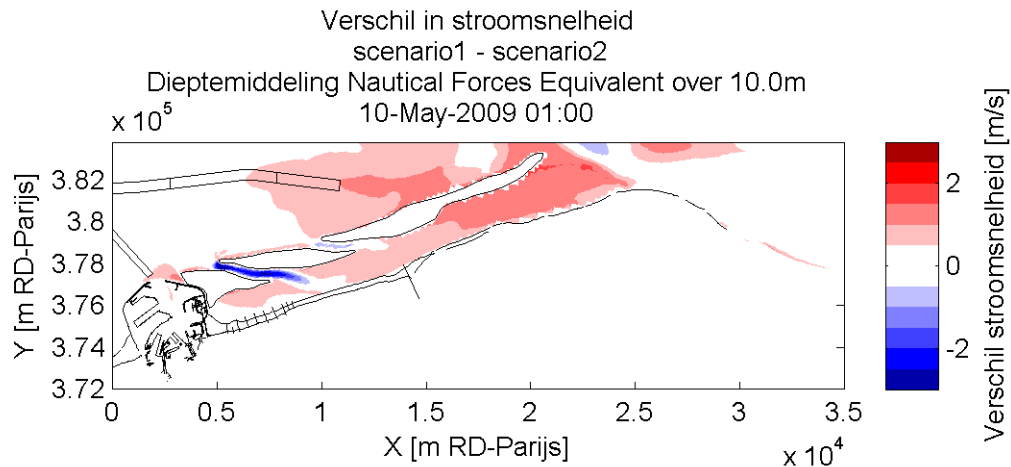 Verschil in stroomsnelheid
scenario1 - scenario2
Dieptemiddeling Nautical Forces Equivalent over 10.0m
10-May-2009 01:00
x 10^5
3.82
3.8
3.78
3.76
3.74
3.72
Y [m RD-Parijs]
0
0.5
1
1.5
2
2.5
3
3.5
X [m RD-Parijs]
x 10^4
2
0
-2
Verschil stroomsnelheid [m/s]